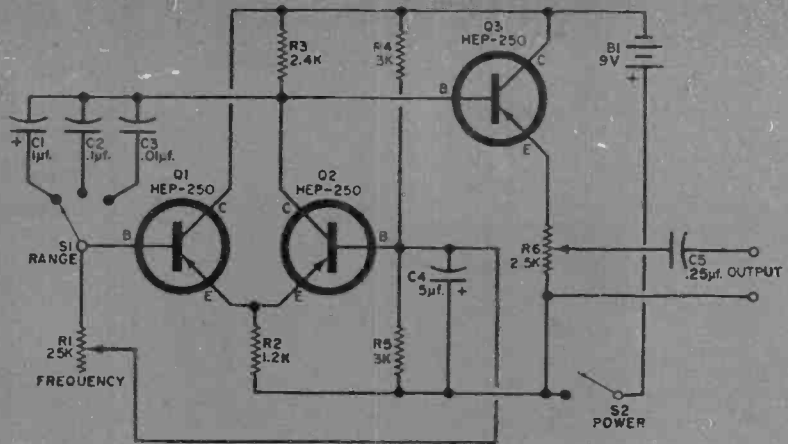 Q3
HEP-250
R3
2.4K
R4
3K
B1
9V
+
C
B
E
+
C1
1µf.
C2
.1µf.
C3
.01µf.
Q1
HEP-250
Q2
HEP-250
C
C
B
B
E
E
S1
RANGE
R1
25K
FREQUENCY
R2
1.2K
R5
3K
C4
5µf.
+
R6
2.5K
C5
.25µf.
OUTPUT
S2
POWER